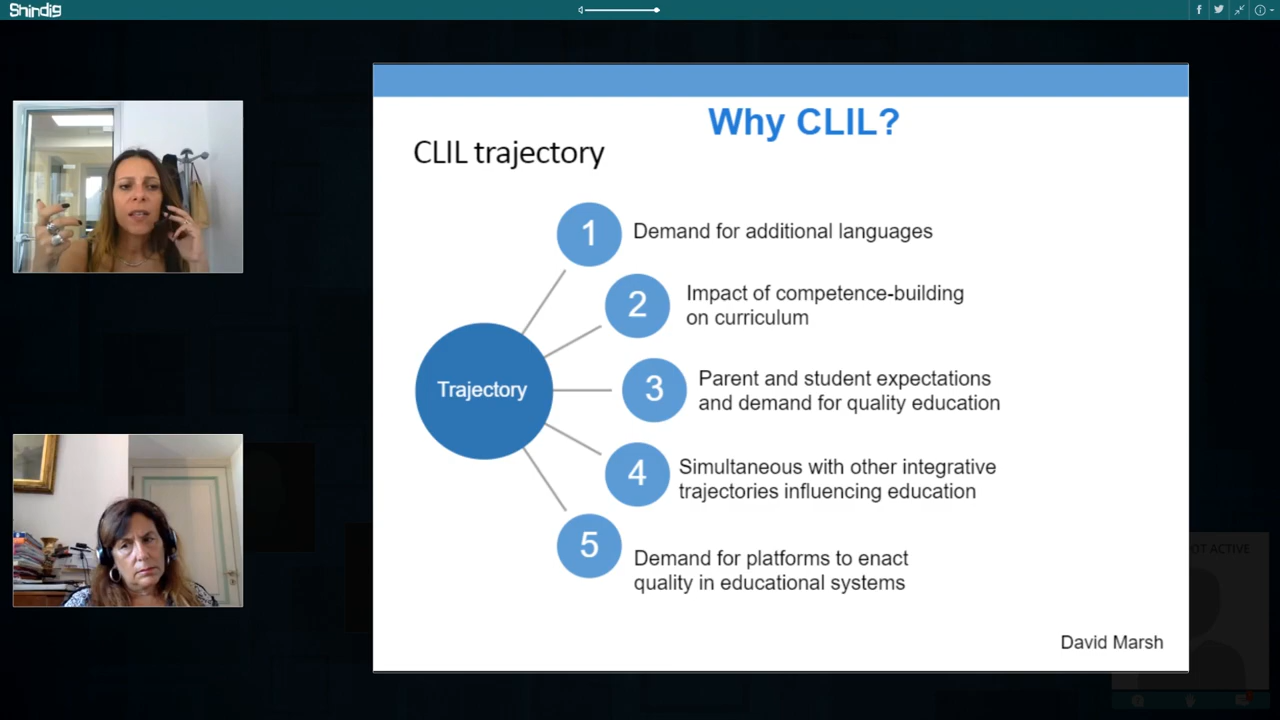 Shindig
Why CLIL?
CLIL trajectory
Trajectory
1
Demand for additional languages
2
Impact of competence-building
on curriculum
3
Parent and student expectations
and demand for quality education
4
Simultaneous with other integrative
trajectories influencing education
5
Demand for platforms to enact
quality in educational systems
David Marsh
OT ACTIVE